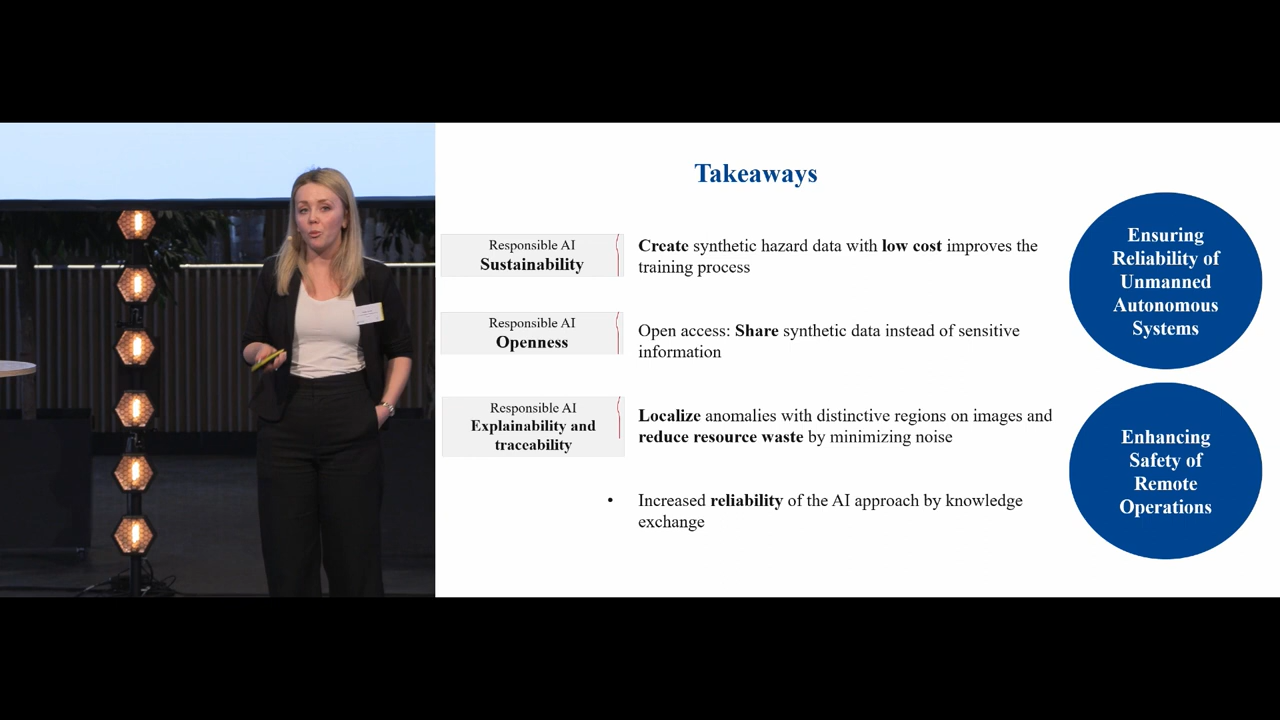 Takeaways
Responsible AI
Sustainability
Create synthetic hazard data with low cost improves the
training process
Responsible AI
Openness
Open access: Share synthetic data instead of sensitive
information
Responsible AI
Explainability and
traceability
Localize anomalies with distinctive regions on images and
reduce resource waste by minimizing noise
• Increased reliability of the AI approach by knowledge
exchange
Ensuring
Reliability of
Unmanned
Autonomous
Systems
Enhancing
Safety of
Remote
Operations